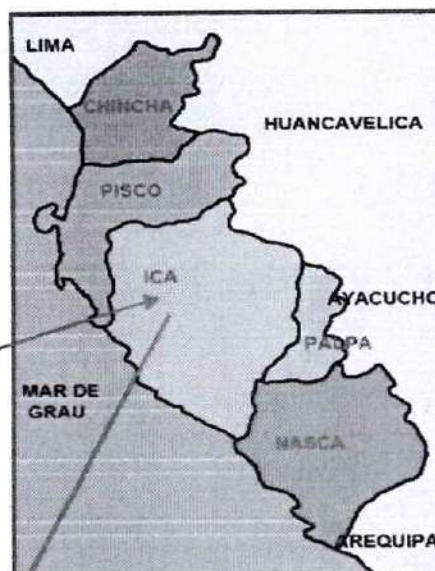 LIMA
CHINCHA
HUANCAVELICA
PISCO
ICA
AYACUCHO
PALPA
MAR DE
GRAU
NASCA
AREQUIPA